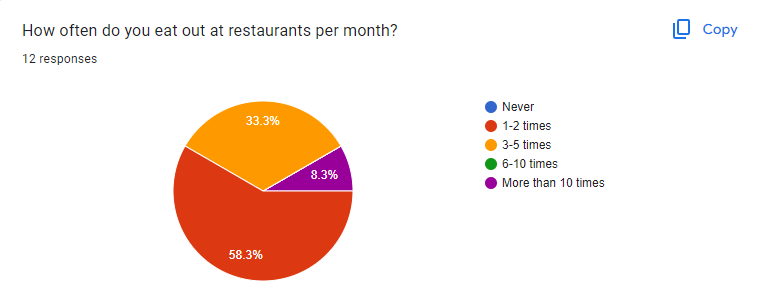 How often do you eat out at restaurants per month?
Copy
12 responses
33.3%
8.3%
58.3%
Never
1-2 times
3-5 times
6-10 times
More than 10 times